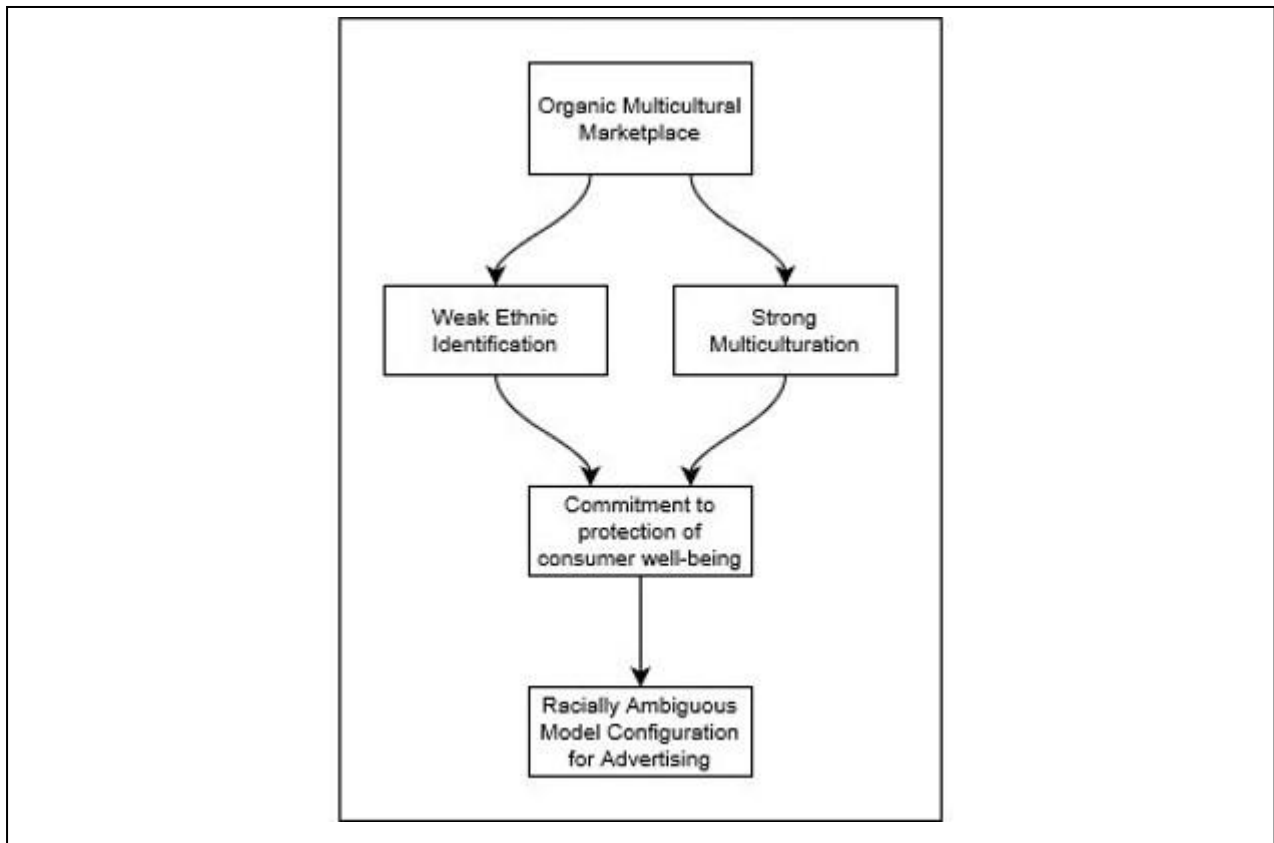 Organic Multicultural
Marketplace
Weak Ethnic
Identification
Strong
Multiculturation
Commitment to
protection of
consumer well-being
Racially Ambiguous
Model Configuration
for Advertising